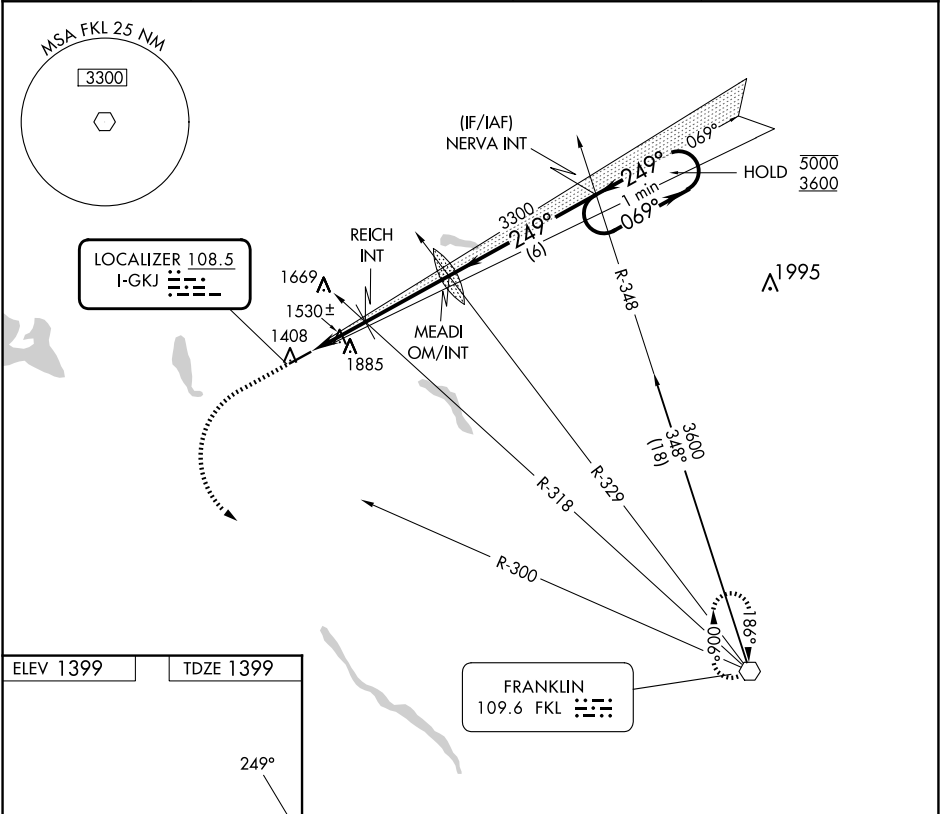 MSA FKL 25 NM
3300
(IF/IAF)
NERVA INT
069°
249°
1 min
069°
HOLD
5000
3600
3300
249°
(6)
REICH
INT
LOCALIZER 108.5
I-GKJ
1669
1530±
1408
1885
MEADI
OM/INT
1995
R-348
3600
348°
(18)
R-329
R-318
R-300
186°
006°
FRANKLIN
109.6 FKL
ELEV 1399
TDZE 1399
249°